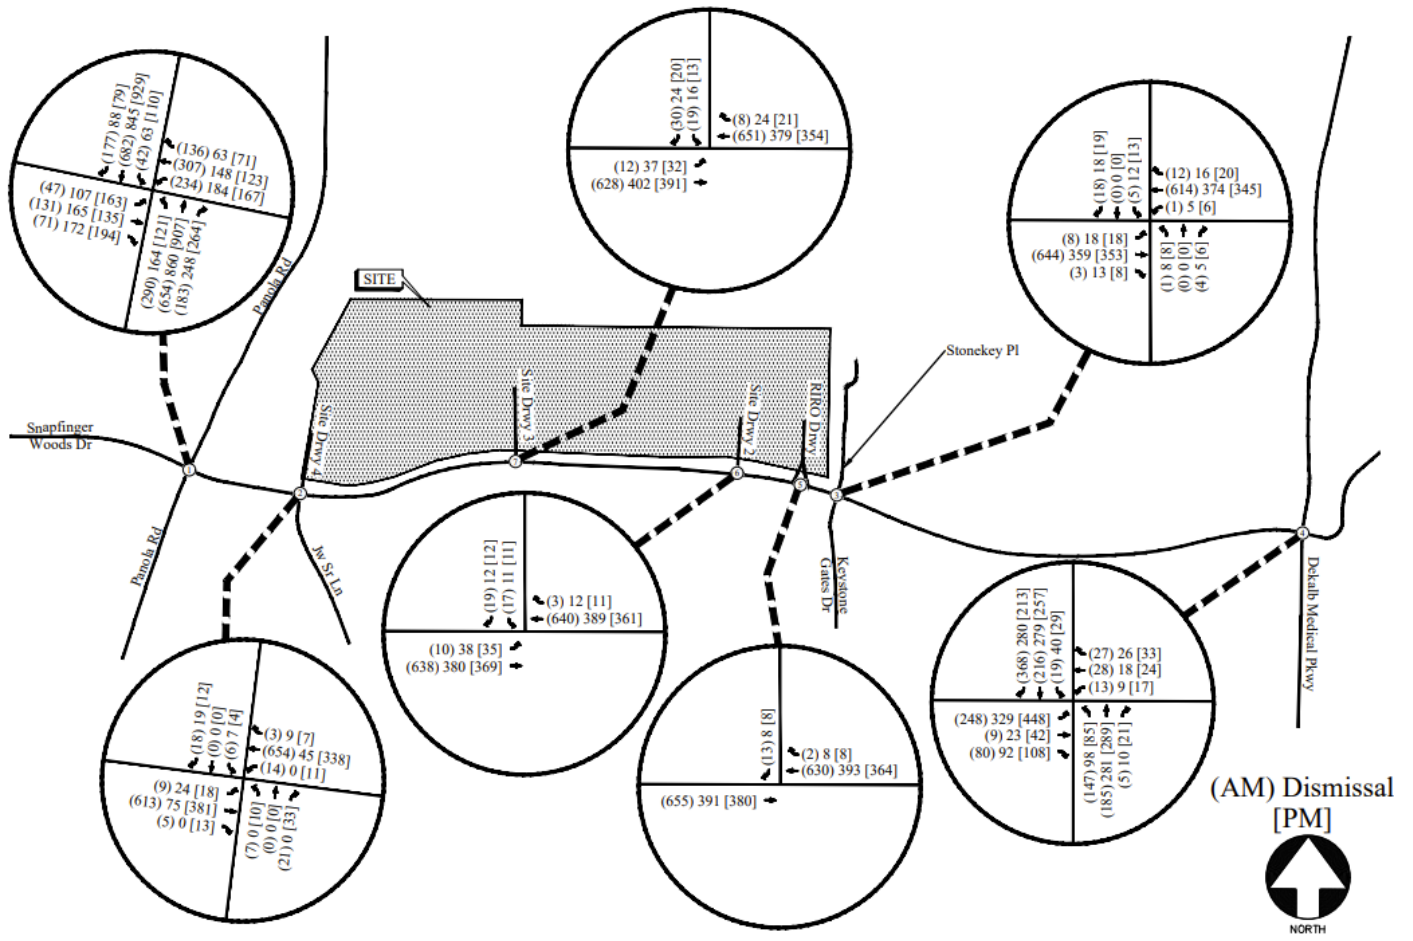 (177) 88 [79]
(682) 845 [929]
(42) 63 [110]
(136) 63 [71]
(307) 148 [123]
(234) 184 [167]
(47) 107 [163]
(131) 165 [135]
(71) 172 [194]
(290) 164 [121]
(654) 860 [907]
(183) 248 [264]
(30) 24 [20]
(19) 16 [13]
(8) 24 [21]
(651) 379 [354]
(12) 37 [32]
(628) 402 [391]
(18) 18 [19]
(0) 0 [0]
(5) 12 [13]
(12) 16 [20]
(614) 374 [345]
(1) 5 [6]
(8) 18 [18]
(644) 359 [353]
(3) 13 [8]
(1) 8 [8]
(0) 0 [0]
(4) 5 [6]
Panola Rd
SITE
Stonekey Pl
Snapfinger
Woods Dr
Site Drwy 4
Site Drwy 3
Site Drwy 2
RIRO Drwy
1
2
7
6
5
3
4
Panola Rd
Jw Sr Ln
Keystone
Gates Dr
Dekalb Medical Pkwy
(19) 12 [12]
(17) 11 [11]
(3) 12 [11]
(640) 389 [361]
(10) 38 [35]
(638) 380 [369]
(368) 280 [213]
(216) 279 [257]
(19) 40 [29]
(27) 26 [33]
(28) 18 [24]
(13) 9 [17]
(248) 329 [448]
(9) 23 [42]
(80) 92 [108]
(147) 98 [85]
(185) 281 [289]
(5) 10 [21]
(18) 19 [12]
(0) 0 [0]
(6) 7 [4]
(3) 9 [7]
(654) 45 [338]
(14) 0 [11]
(9) 24 [18]
(613) 75 [381]
(5) 0 [13]
(7) 0 [10]
(0) 0 [0]
(21) 0 [33]
(13) 8 [8]
(2) 8 [8]
(630) 393 [364]
(655) 391 [380]
(AM) Dismissal
[PM]
NORTH